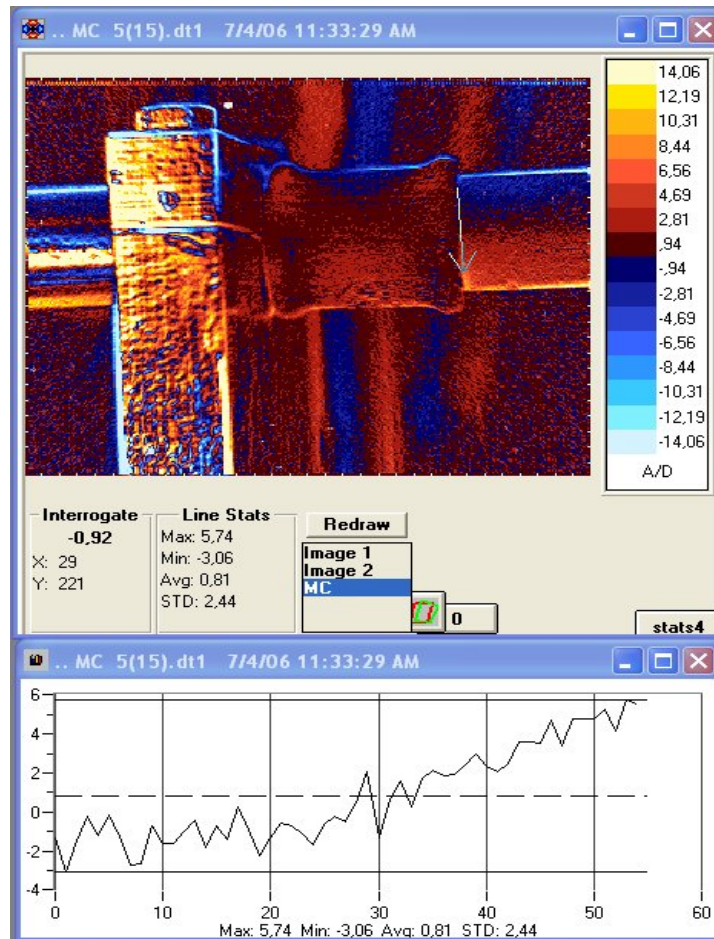 .. MC 5(15).dt1 7/4/06 11:33:29 AM
14,06
12,19
10,31
8,44
6,56
4,69
2,81
,94
-,94
-2,81
-4,69
-6,56
-8,44
-10,31
-12,19
-14,06
A/D
Interrogate
-0,92
X: 29
Y: 221
Line Stats
Max: 5,74
Min: -3,06
Avg: 0,81
STD: 2,44
Redraw
Image 1
Image 2
MC
0
stats4
.. MC 5(15).dt1 7/4/06 11:33:29 AM
6
4
2
0
-2
-4
0 10 20 30 40 50 60
Max: 5,74 Min: -3,06 Avg: 0,81 STD: 2,44